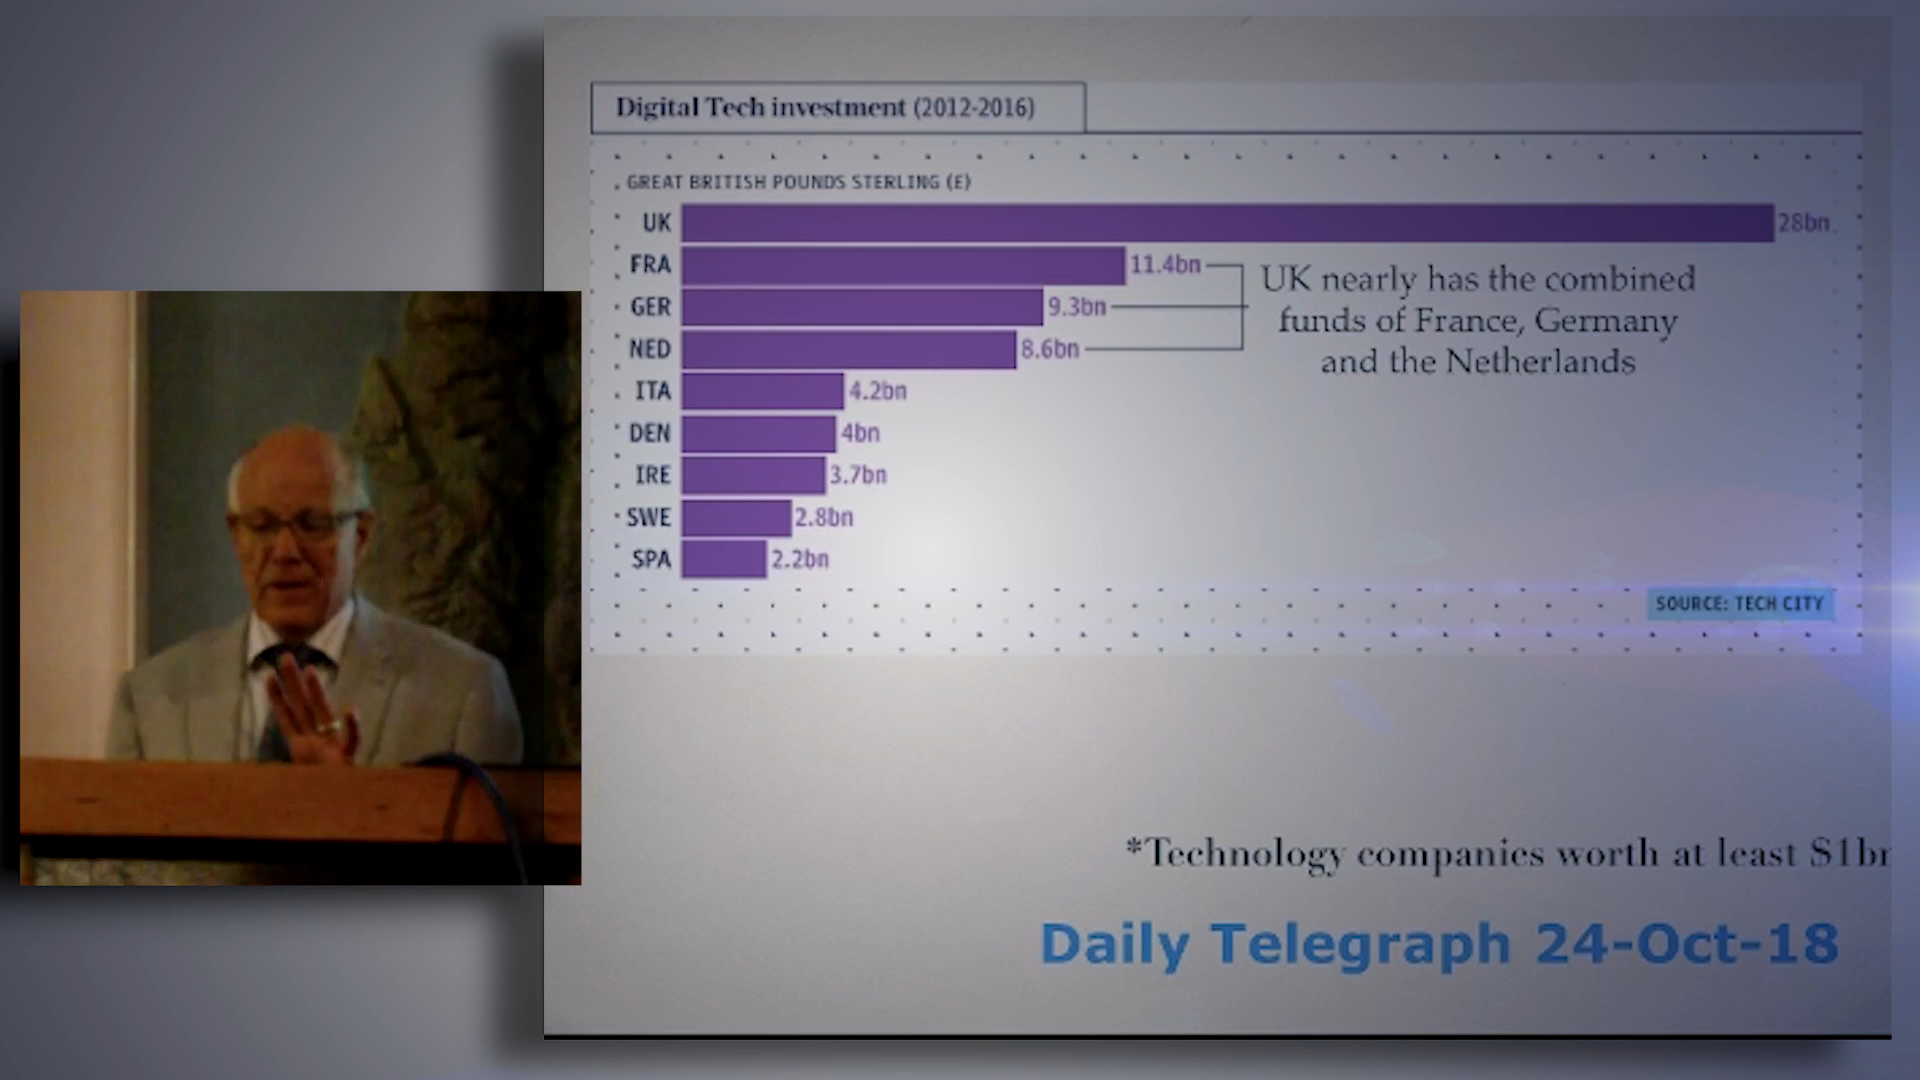 Digital Tech investment (2012-2016)
GREAT BRITISH POUNDS STERLING (£)
UK 28bn
FRA 11.4bn
GER 9.3bn
NED 8.6bn
UK nearly has the combined
funds of France, Germany
and the Netherlands
ITA 4.2bn
DEN 4bn
IRE 3.7bn
SWE 2.8bn
SPA 2.2bn
SOURCE: TECH CITY
*Technology companies worth at least $1bn
Daily Telegraph 24-Oct-18